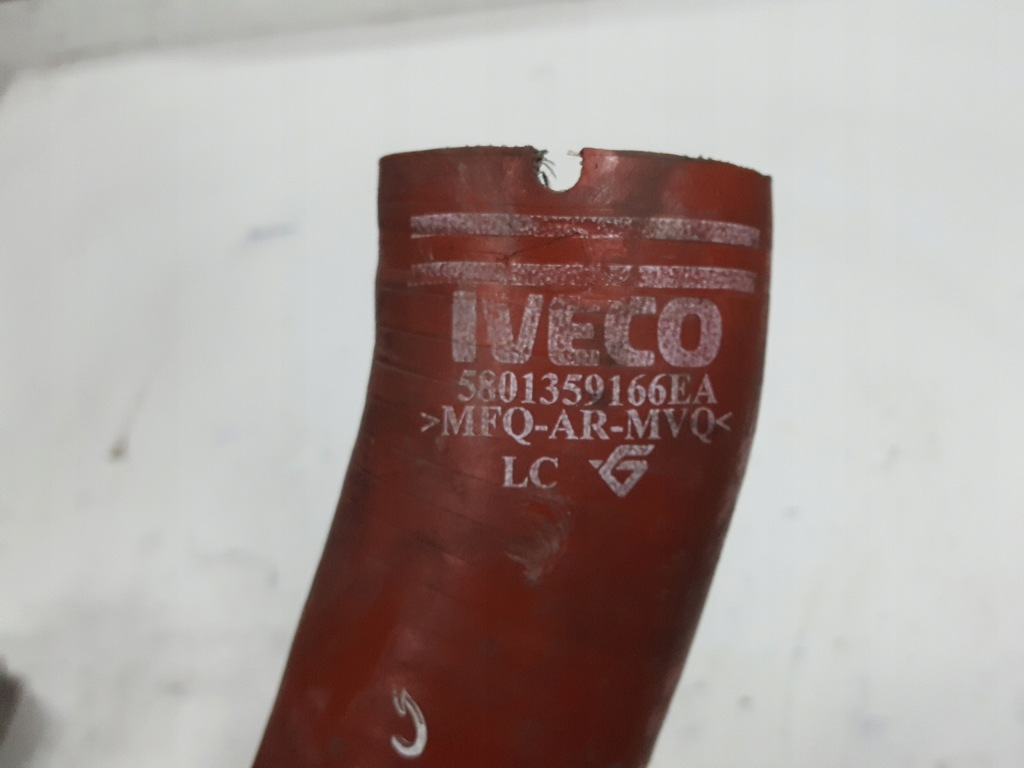 IVECO
5801359166EA
>MFQ-AR-MVQ<
LC